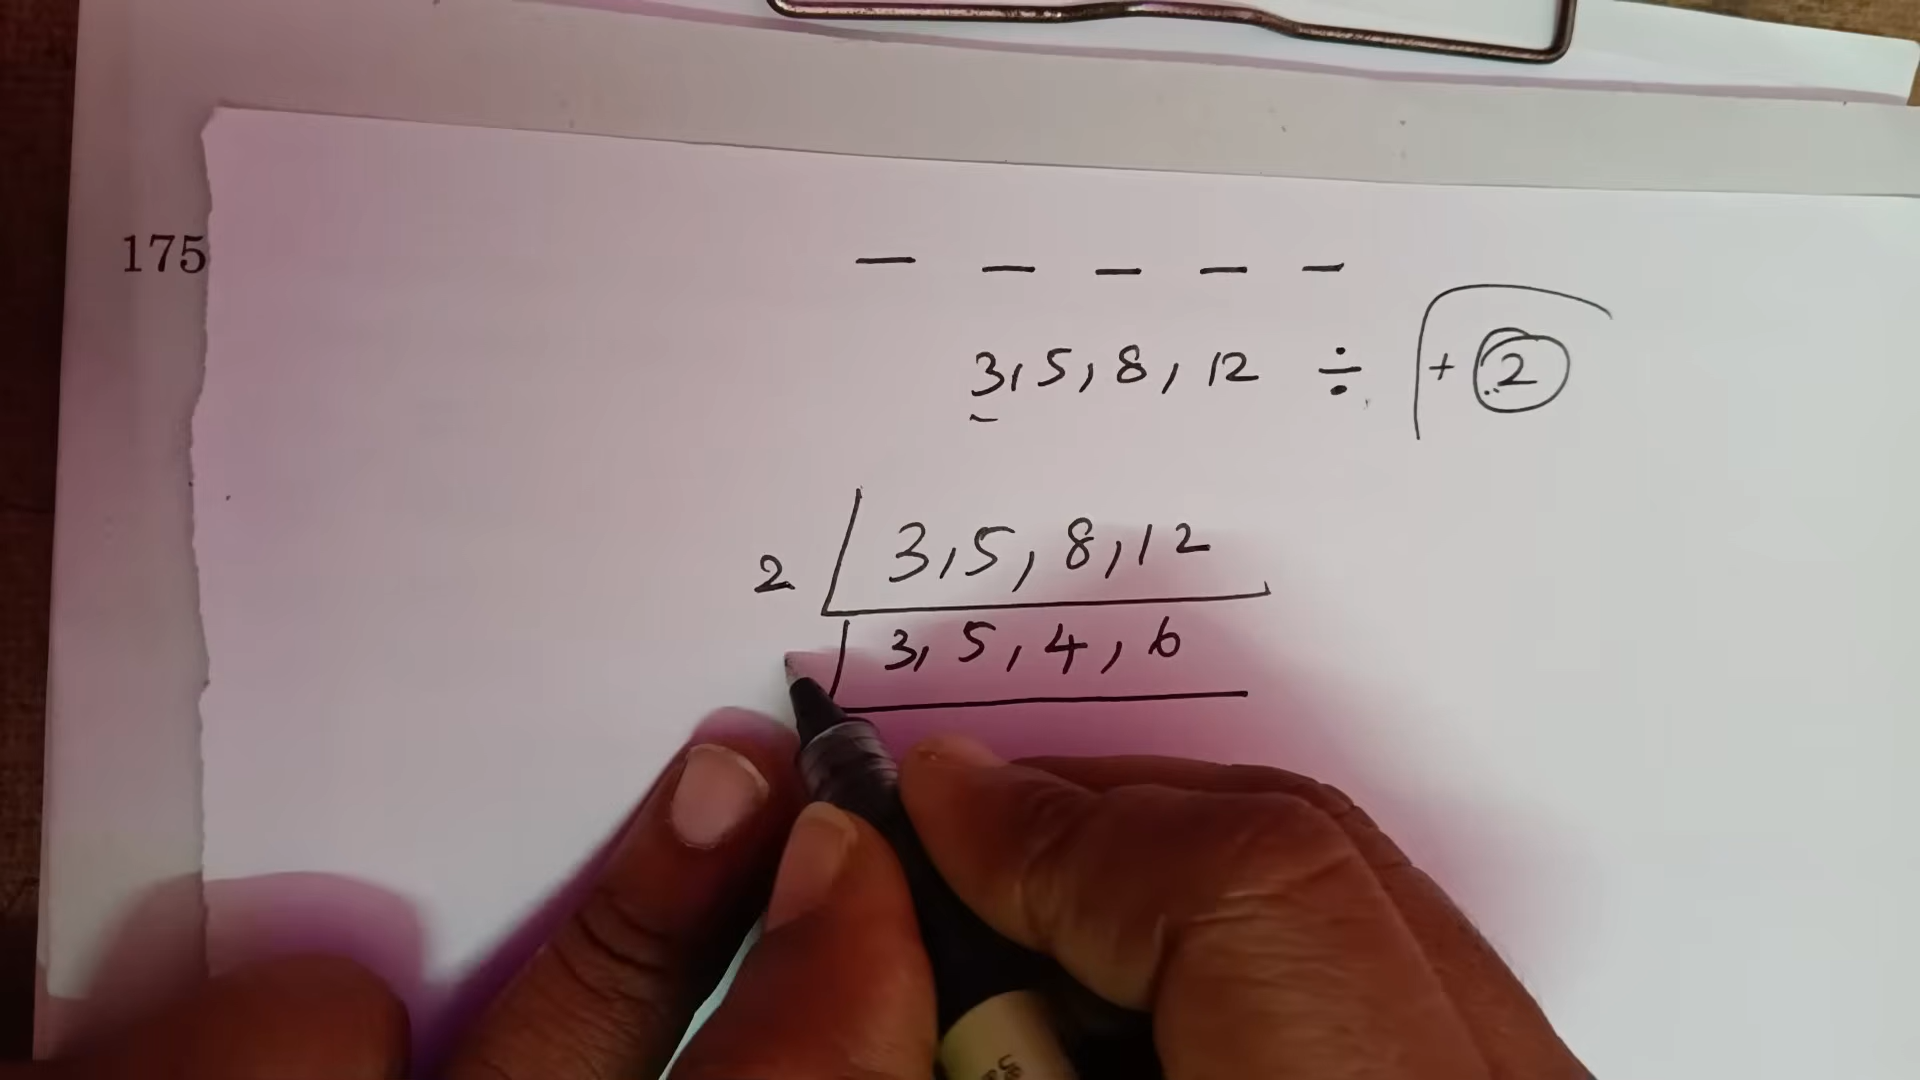 175
— — — — —
3, 5, 8, 12 ÷ + 2
2 3, 5, 8, 12
3, 5, 4, 6